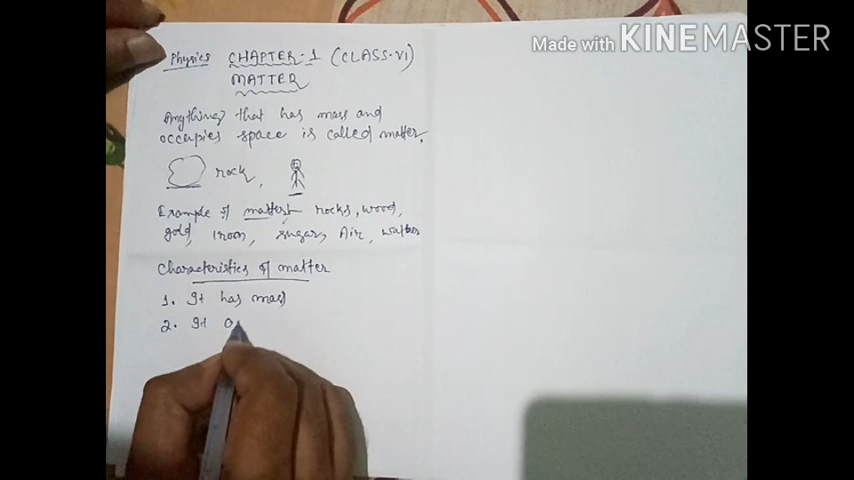 Made with KINEMASTER
Physics CHAPTER-1 (CLASS-VI)
MATTER
Anything that has mass and
occupies space is called matter.
rock,
Example of matter rocks, wood,
gold, Iron, sugar, Air,
Characteristics of matter
1. It has mass
2. It o